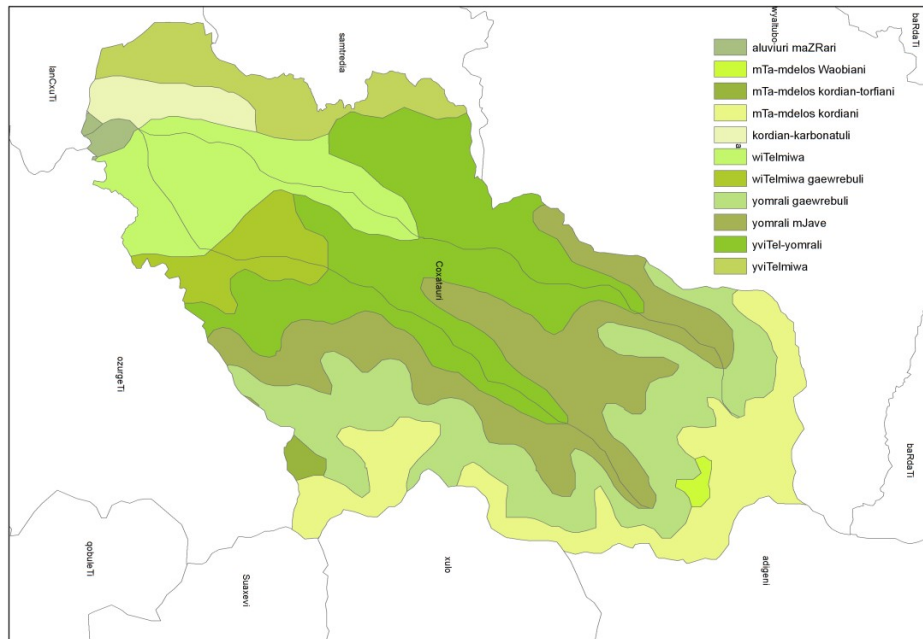 baRdaTi
wyaltubo
samtredia
lanCxuTi
aluviuri maZRari
mTa-mdelos Waobiani
mTa-mdelos kordian-torfiani
mTa-mdelos kordiani
kordian-karbonatuli
wiTelmiwa
wiTelmiwa gaewrebuli
yomrali gaewrebuli
yomrali mJave
yviTel-yomrali
yviTelmiwa
a
Coxatauri
ozurgeTi
baRdaTi
qobuleTi
Suaxevi
xulo
adigeni